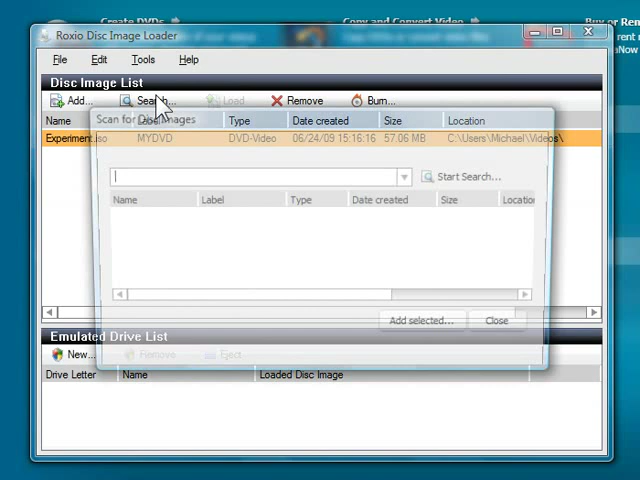 Create DVDs
Copy and Convert Video
Buy or Ren
rent
Now
Roxio Disc Image Loader
File Edit Tools Help
Disc Image List
Add... Search... Load Remove Burn...
Scan for Disc Images
Name Label Type Date created Size Location
Experiment.iso MYDVD DVD-Video 06/24/09 15:16:16 57.06 MB C:\Users\Michael\Videos\
Start Search...
Name Label Type Date created Size Location
Add selected... Close
Emulated Drive List
New... Remove Eject
Drive Letter Name Loaded Disc Image